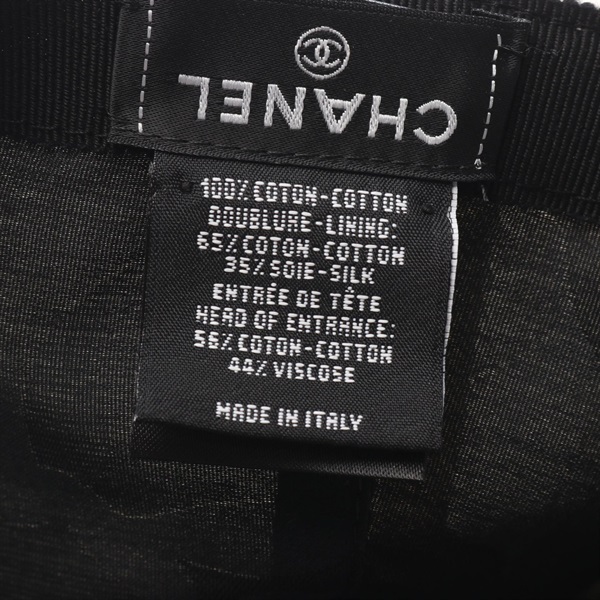 CHANEL
100% COTON-COTTON
DOUBLURE-LINING:
65% COTON-COTTON
35% SOIE-SILK
ENTRÉE DE TÊTE
HEAD OF ENTRANCE:
56% COTON-COTTON
44% VISCOSE
MADE IN ITALY